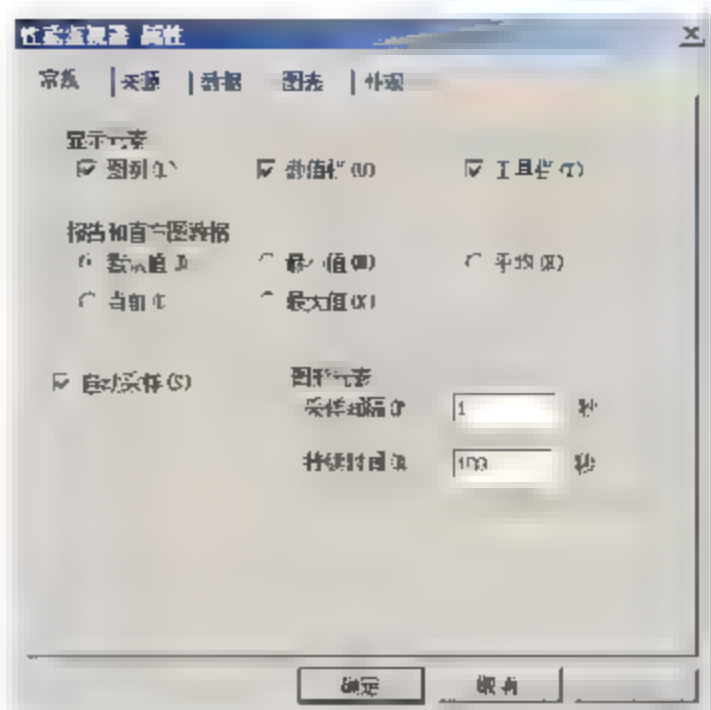 性能监视器 属性
常规 来源 数据 图表 外观
显示元素
图例(L) 数值栏(U) 工具栏(T)
报告和直方图数据
默认值 最小值 平均
当前 最大值(X)
自动采样(S) 图形元素
采样间隔 1 秒
持续时间 100 秒
确定 取消